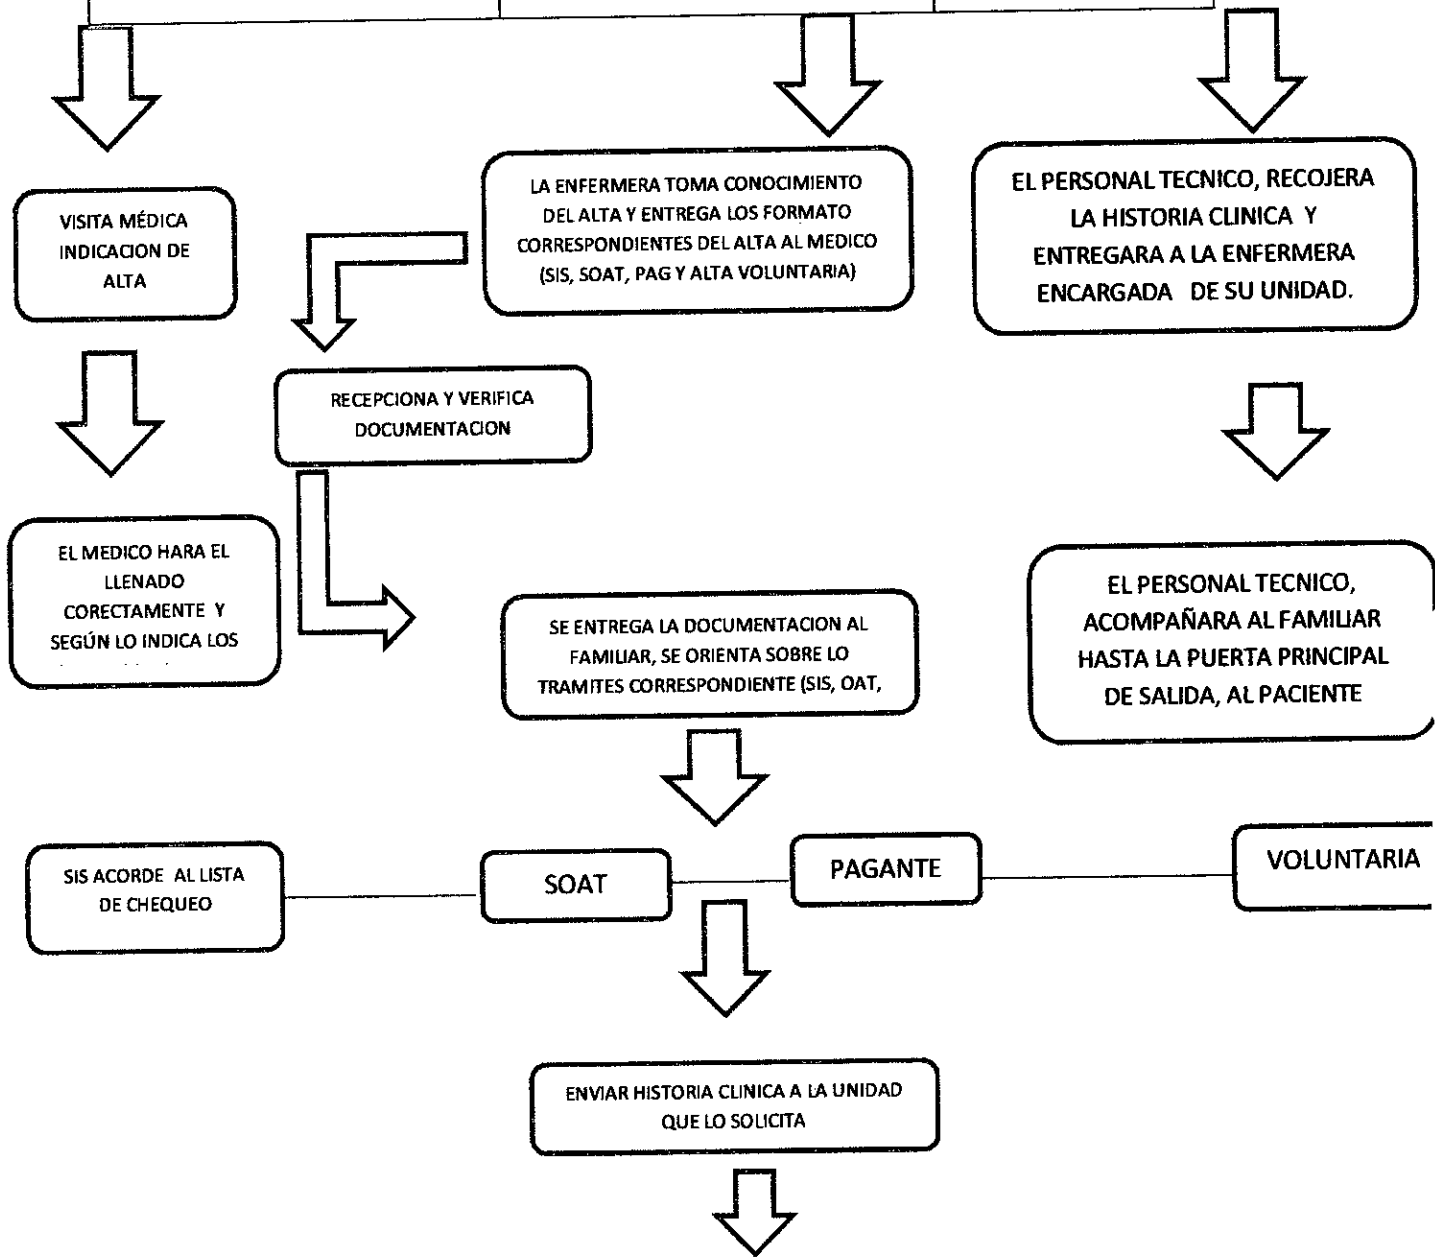 VISITA MÉDICA
INDICACION DE
ALTA
LA ENFERMERA TOMA CONOCIMIENTO
DEL ALTA Y ENTREGA LOS FORMATO
CORRESPONDIENTES DEL ALTA AL MEDICO
(SIS, SOAT, PAG Y ALTA VOLUNTARIA)
EL PERSONAL TECNICO, RECOJERA
LA HISTORIA CLINICA Y
ENTREGARA A LA ENFERMERA
ENCARGADA DE SU UNIDAD.
RECEPCIONA Y VERIFICA
DOCUMENTACION
EL MEDICO HARA EL
LLENADO
CORECTAMENTE Y
SEGÚN LO INDICA LOS
SE ENTREGA LA DOCUMENTACION AL
FAMILIAR, SE ORIENTA SOBRE LO
TRAMITES CORRESPONDIENTE (SIS, OAT,
EL PERSONAL TECNICO,
ACOMPAÑARA AL FAMILIAR
HASTA LA PUERTA PRINCIPAL
DE SALIDA, AL PACIENTE
SIS ACORDE AL LISTA
DE CHEQUEO
SOAT
PAGANTE
VOLUNTARIA
ENVIAR HISTORIA CLINICA A LA UNIDAD
QUE LO SOLICITA